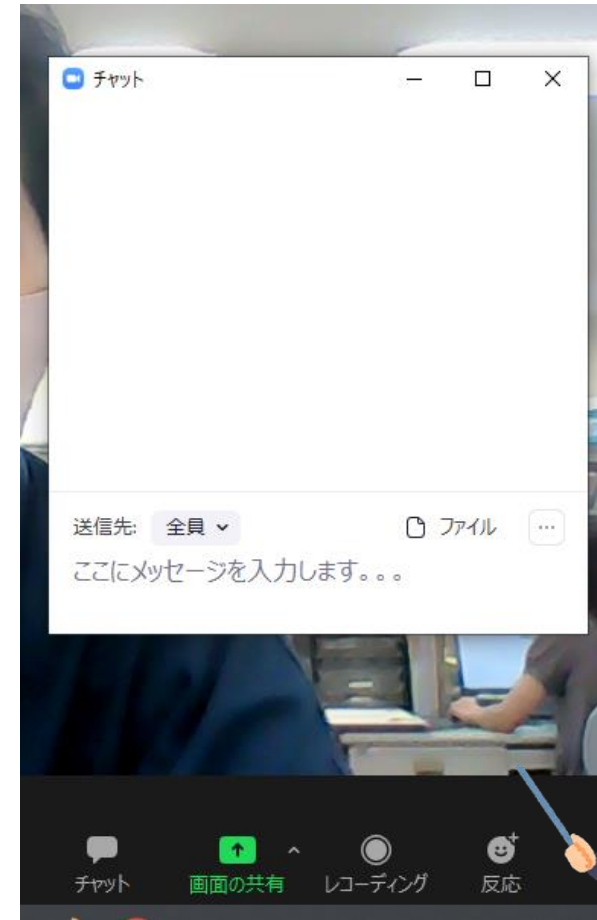 チャット
送信先: 全員
ファイル
ここにメッセージを入力します。。。
チャット
画面の共有
レコーディング
反応